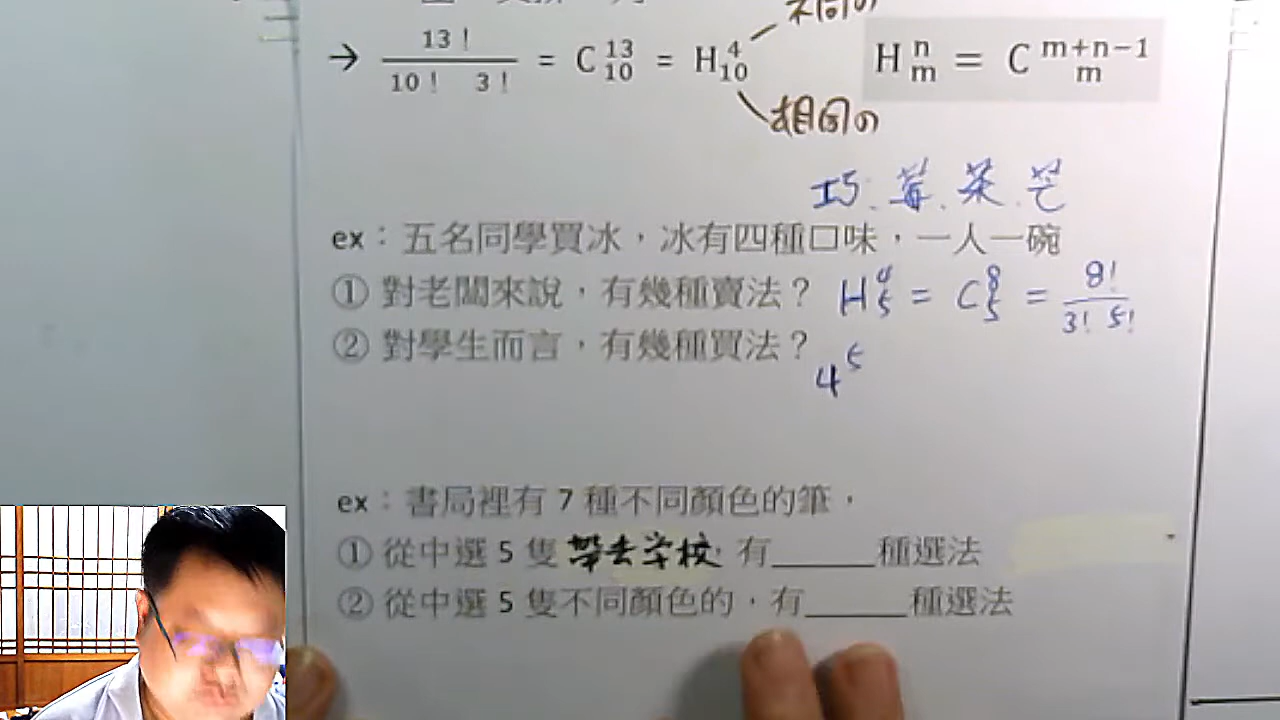 不同の
→ 13！/10！ 3！ = C 13 10 = H 4 10
H n m = C m+n−1 m
相同の
巧、莓、茶、芒
ex：五名同學買冰，冰有四種口味，一人一碗
① 對老闆來說，有幾種賣法？ H 4 5 = C 8 5 = 8!/3! 5!
② 對學生而言，有幾種買法？
4^5
ex：書局裡有 7 種不同顏色的筆，
① 從中選 5 隻帶去学校，有______種選法
② 從中選 5 隻不同顏色的，有______種選法